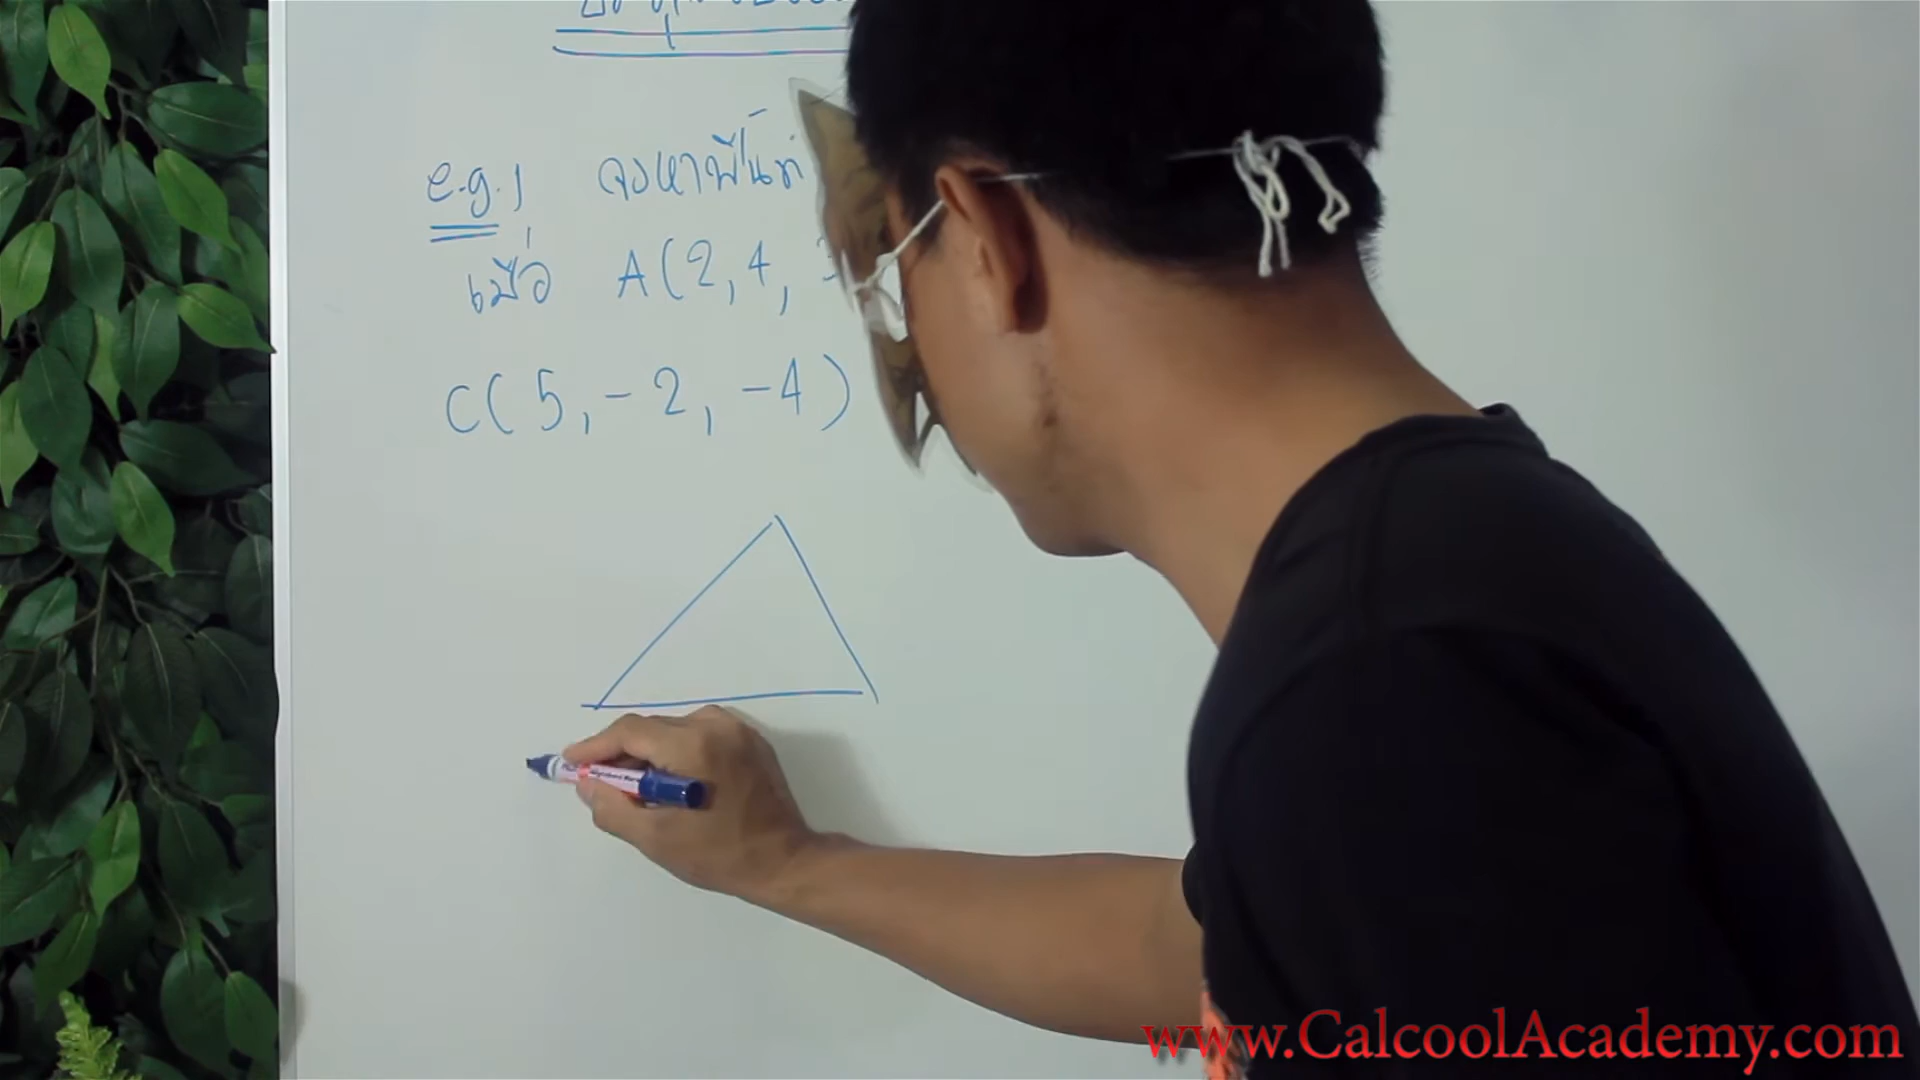 e.g.1 จงหาพื้นที่
เมื่อ A(2, 4, 3
C(5, -2, -4)
www.CalcoolAcademy.com